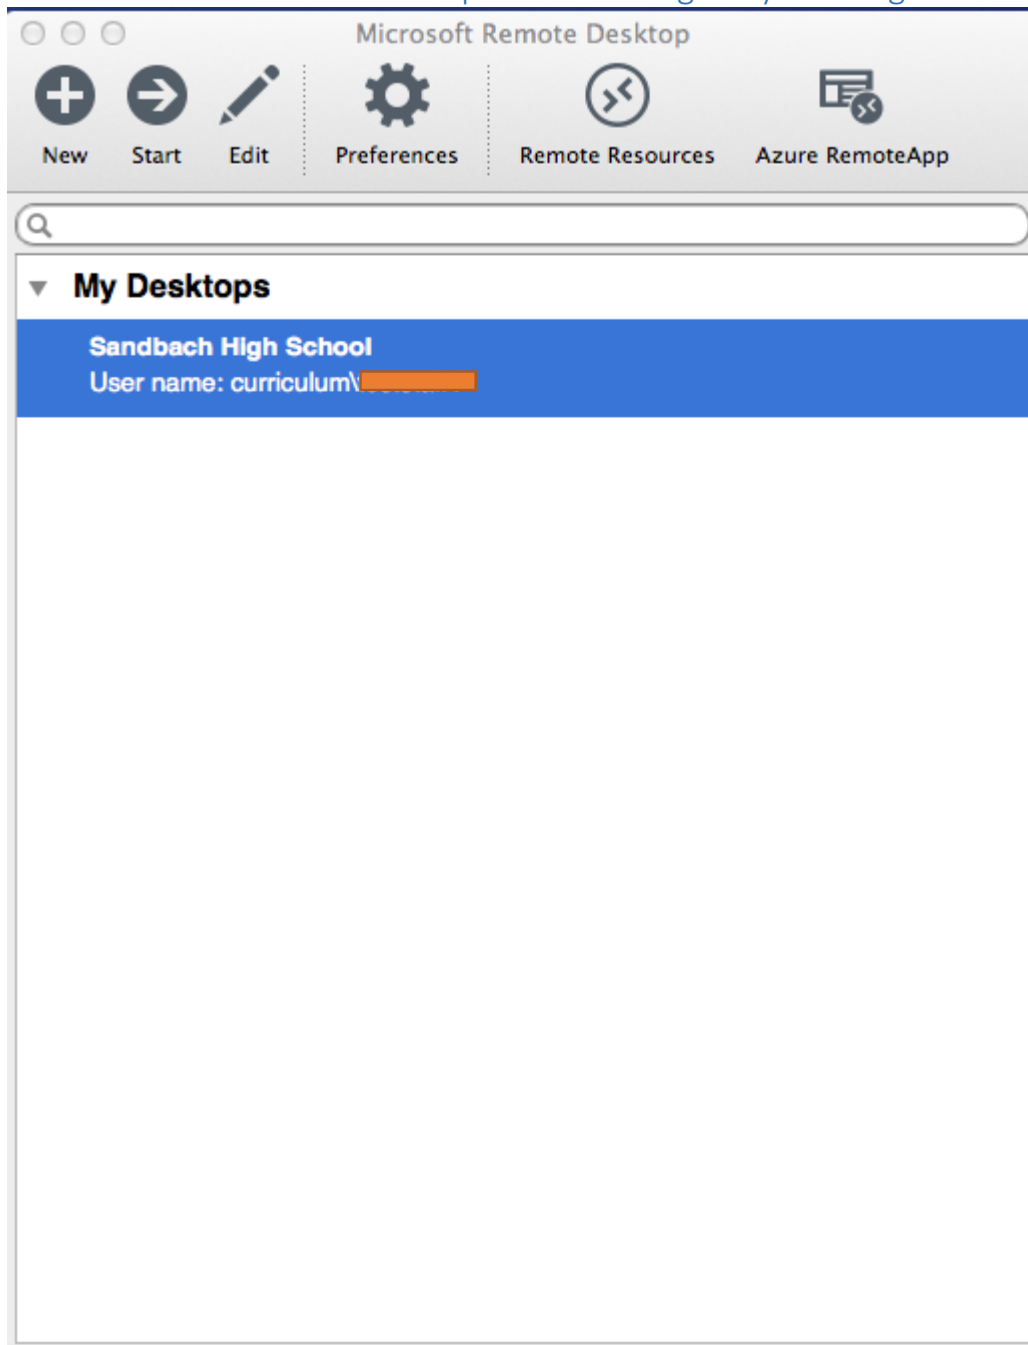 Microsoft Remote Desktop
New Start Edit Preferences Remote Resources Azure RemoteApp
My Desktops
Sandbach High School
User name: curriculum\